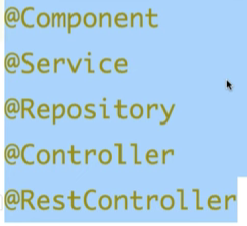 @Component
@Service
@Repository
@Controller
@RestController